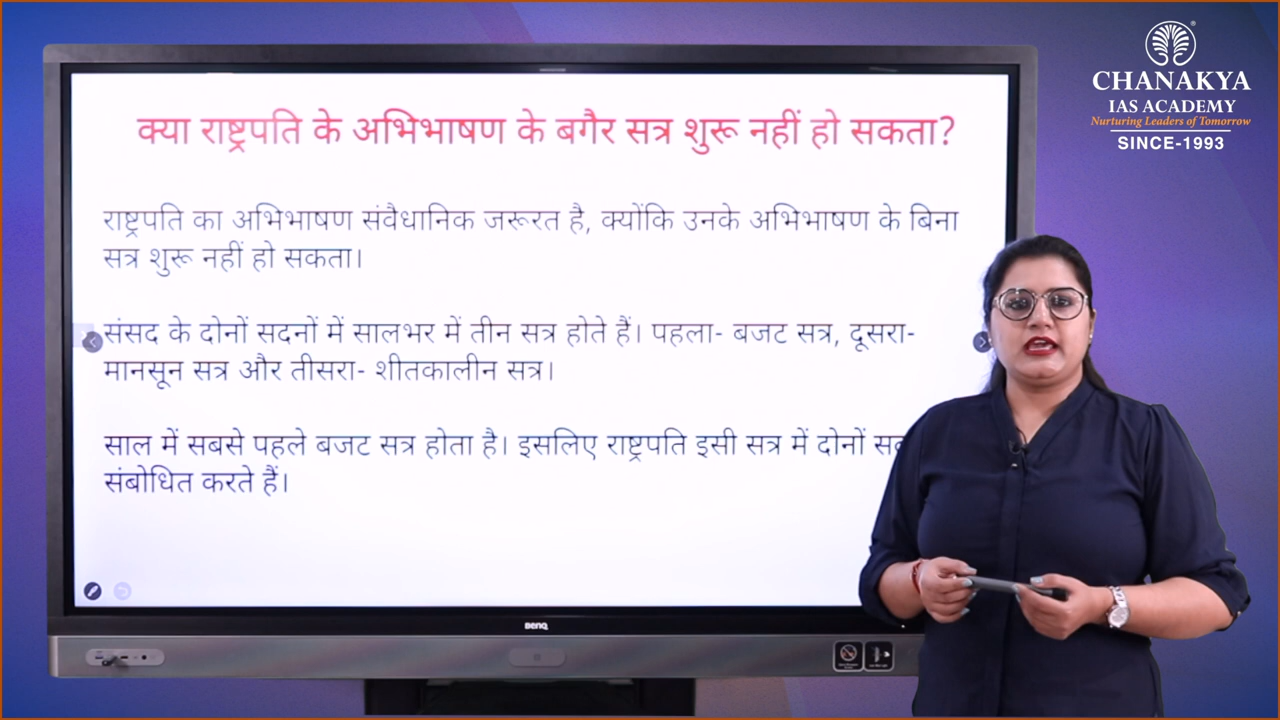 क्या राष्ट्रपति के अभिभाषण के बगैर सत्र शुरू नहीं हो सकता?
राष्ट्रपति का अभिभाषण संवैधानिक जरूरत है, क्योंकि उनके अभिभाषण के बिना
सत्र शुरू नहीं हो सकता।
संसद के दोनों सदनों में सालभर में तीन सत्र होते हैं। पहला- बजट सत्र, दूसरा-
मानसून सत्र और तीसरा- शीतकालीन सत्र।
साल में सबसे पहले बजट सत्र होता है। इसलिए राष्ट्रपति इसी सत्र में दोनों
संबोधित करते हैं।
BenQ
CHANAKYA
IAS ACADEMY
Nurturing Leaders of Tomorrow
SINCE-1993